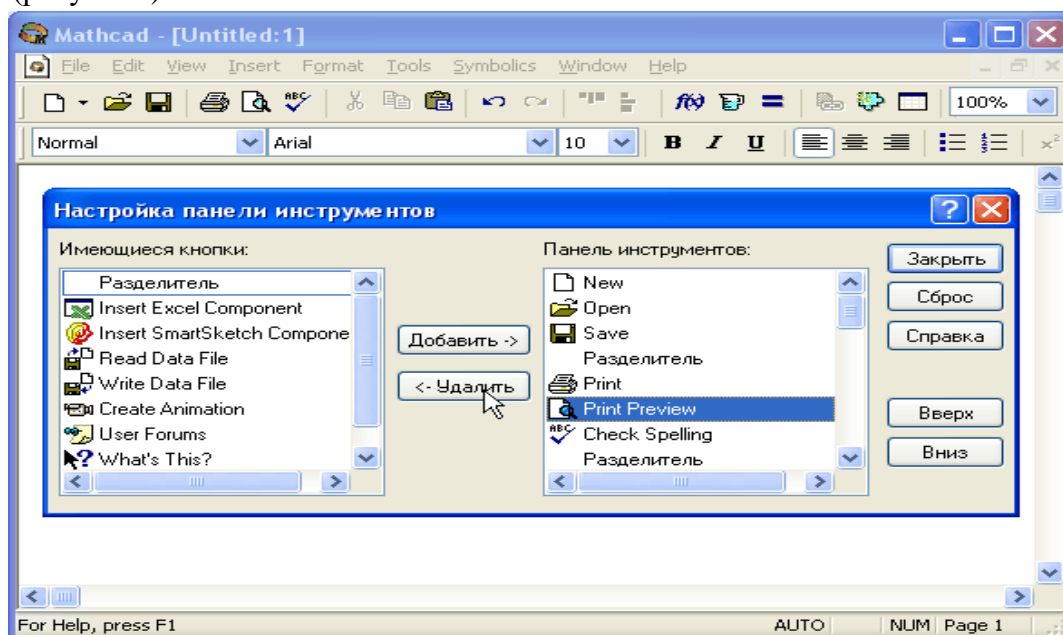 Mathcad - [Untitled:1]
File Edit View Insert Format Tools Symbolics Window Help
100%
Normal Arial 10 B I U
Настройка панели инструментов
Имеющиеся кнопки:
Разделитель
Insert Excel Component
Insert SmartSketch Compone
Read Data File
Write Data File
Create Animation
User Forums
What's This?
Добавить ->
<- Удалить
Панель инструментов:
New
Open
Save
Разделитель
Print
Print Preview
Check Spelling
Разделитель
Закрыть
Сброс
Справка
Вверх
Вниз
For Help, press F1 AUTO NUM Page 1